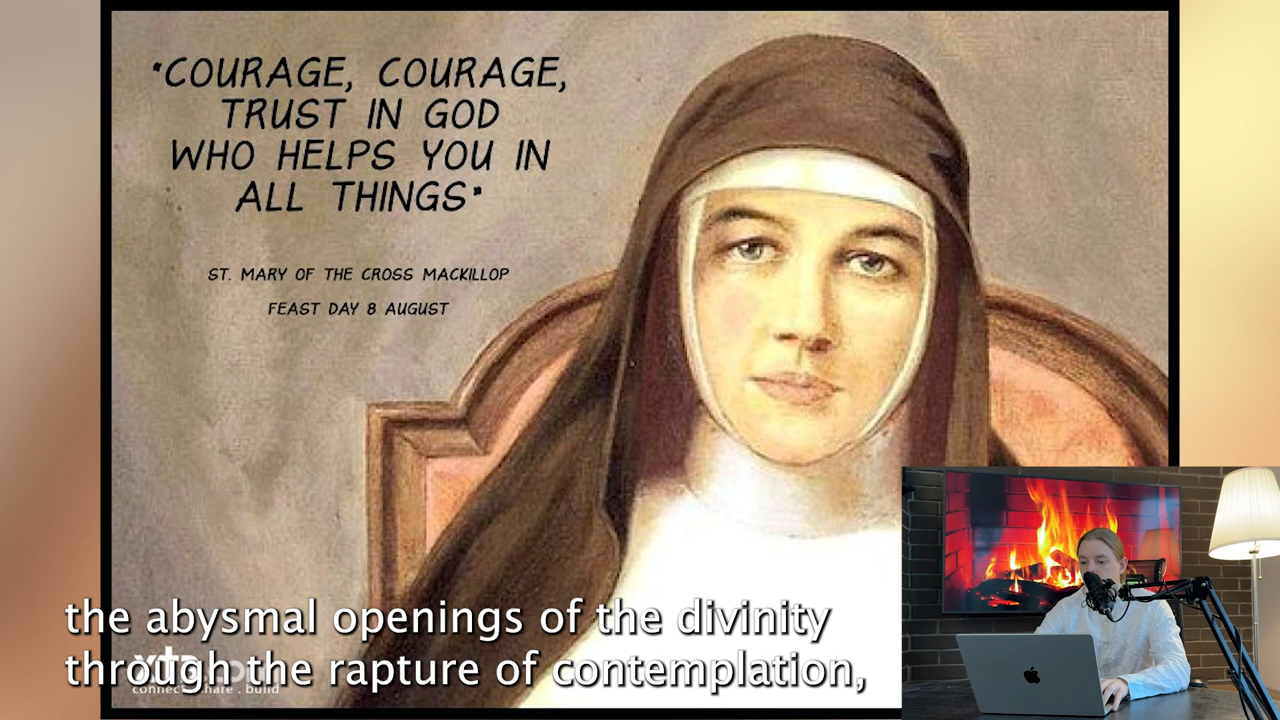 "COURAGE, COURAGE,
TRUST IN GOD
WHO HELPS YOU IN
ALL THINGS"
ST. MARY OF THE CROSS MACKILLOP
FEAST DAY 8 AUGUST
the abysmal openings of the divinity
through the rapture of contemplation,